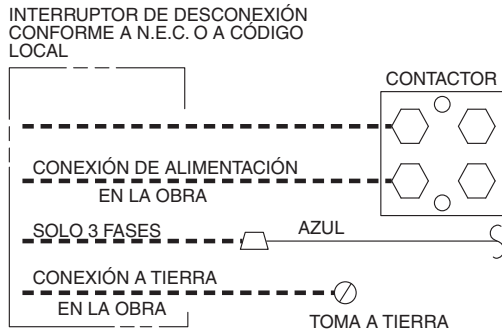 INTERRUPTOR DE DESCONEXIÓN
CONFORME A N.E.C. O A CÓDIGO
LOCAL
CONTACTOR
CONEXIÓN DE ALIMENTACIÓN
EN LA OBRA
SOLO 3 FASES
AZUL
CONEXIÓN A TIERRA
EN LA OBRA
TOMA A TIERRA